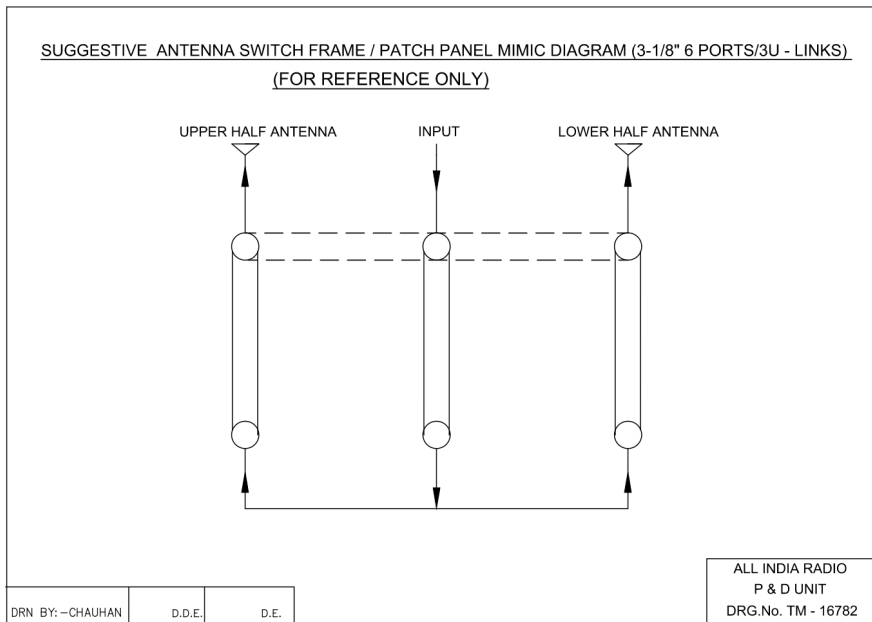 SUGGESTIVE ANTENNA SWITCH FRAME / PATCH PANEL MIMIC DIAGRAM (3-1/8" 6 PORTS/3U - LINKS)
(FOR REFERENCE ONLY)
UPPER HALF ANTENNA
INPUT
LOWER HALF ANTENNA
DRN BY:-CHAUHAN
D.D.E.
D.E.
ALL INDIA RADIO
P & D UNIT
DRG.No. TM - 16782